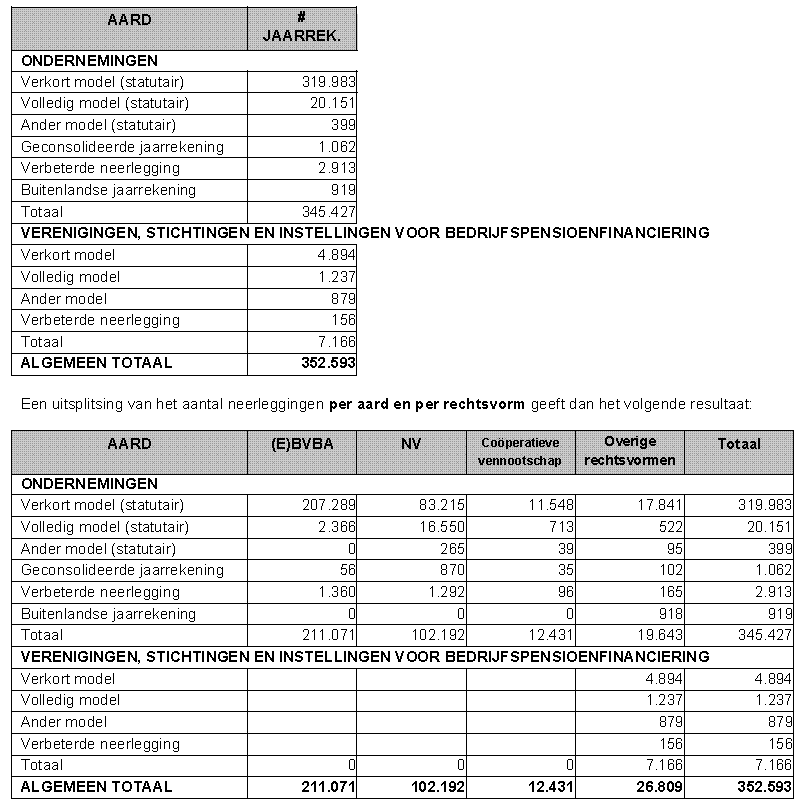 AARD # JAARREK.
ONDERNEMINGEN
Verkort model (statutair) 319.983
Volledig model (statutair) 20.151
Ander model (statutair) 399
Geconsolideerde jaarrekening 1.062
Verbeterde neerlegging 2.913
Buitenlandse jaarrekening 919
Totaal 345.427
VERENIGINGEN, STICHTINGEN EN INSTELLINGEN VOOR BEDRIJFSPENSIOENFINANCIERING
Verkort model 4.894
Volledig model 1.237
Ander model 879
Verbeterde neerlegging 156
Totaal 7.166
ALGEMEEN TOTAAL 352.593
Een uitsplitsing van het aantal neerleggingen per aard en per rechtsvorm geeft dan het volgende resultaat:
AARD (E)BVBA NV Coöperatieve vennootschap Overige rechtsvormen Totaal
ONDERNEMINGEN
Verkort model (statutair) 207.289 83.215 11.548 17.841 319.983
Volledig model (statutair) 2.366 16.550 713 522 20.151
Ander model (statutair) 0 265 39 95 399
Geconsolideerde jaarrekening 56 870 35 102 1.062
Verbeterde neerlegging 1.360 1.292 96 165 2.913
Buitenlandse jaarrekening 0 0 0 918 919
Totaal 211.071 102.192 12.431 19.643 345.427
VERENIGINGEN, STICHTINGEN EN INSTELLINGEN VOOR BEDRIJFSPENSIOENFINANCIERING
Verkort model 4.894 4.894
Volledig model 1.237 1.237
Ander model 879 879
Verbeterde neerlegging 156 156
Totaal 0 0 0 7.166 7.166
ALGEMEEN TOTAAL 211.071 102.192 12.431 26.809 352.593